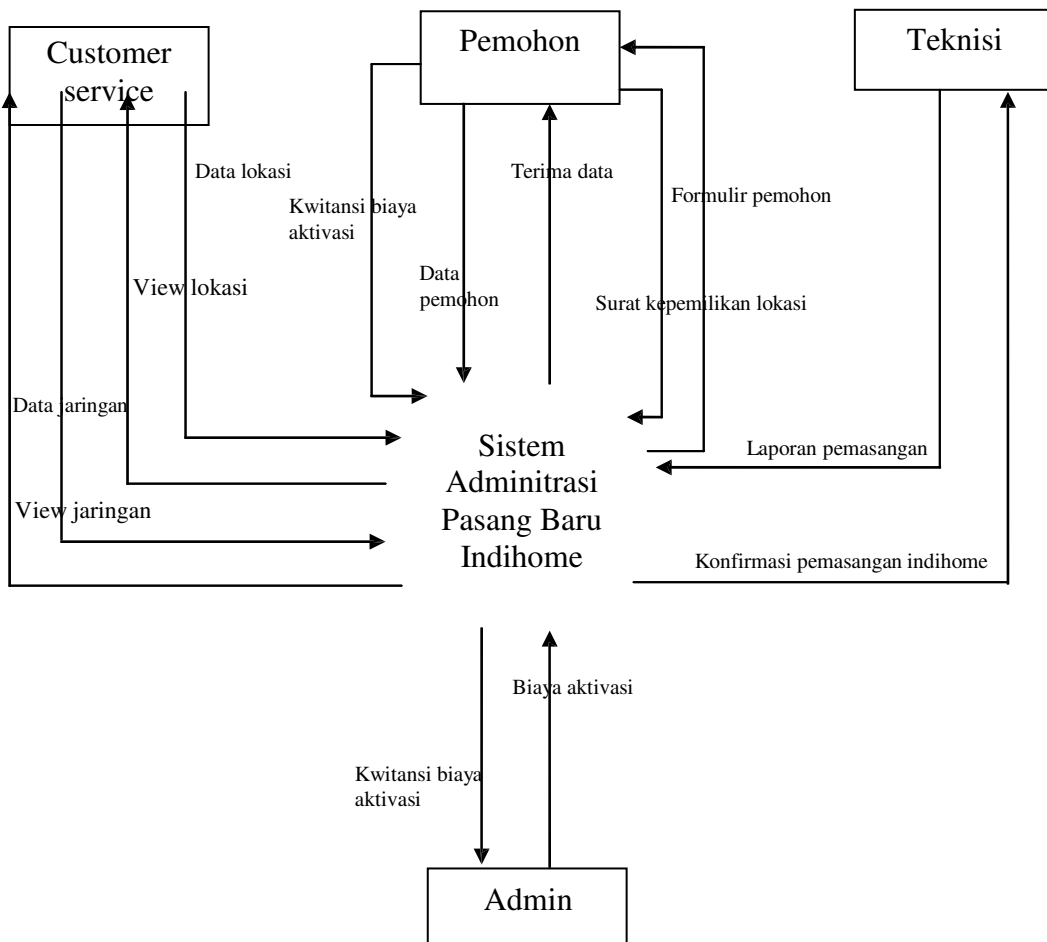 Customer
service
Pemohon
Teknisi
Data lokasi
Terima data
Kwitansi biaya
aktivasi
Formulir pemohon
View lokasi
Data
pemohon
Surat kepemilikan lokasi
Data jaringan
View jaringan
Sistem
Adminitrasi
Pasang Baru
Indihome
Laporan pemasangan
Konfirmasi pemasangan indihome
Biaya aktivasi
Kwitansi biaya
aktivasi
Admin